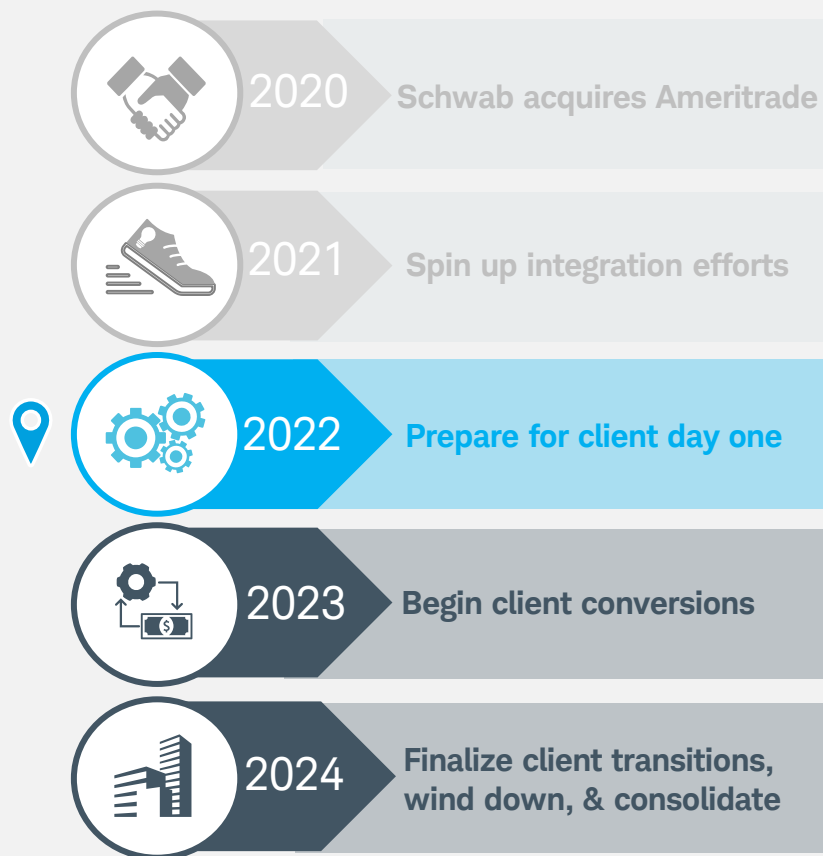 2020
Schwab acquires Ameritrade
2021
Spin up integration efforts
2022
Prepare for client day one
2023
Begin client conversions
$
2024
Finalize client transitions,
wind down, & consolidate